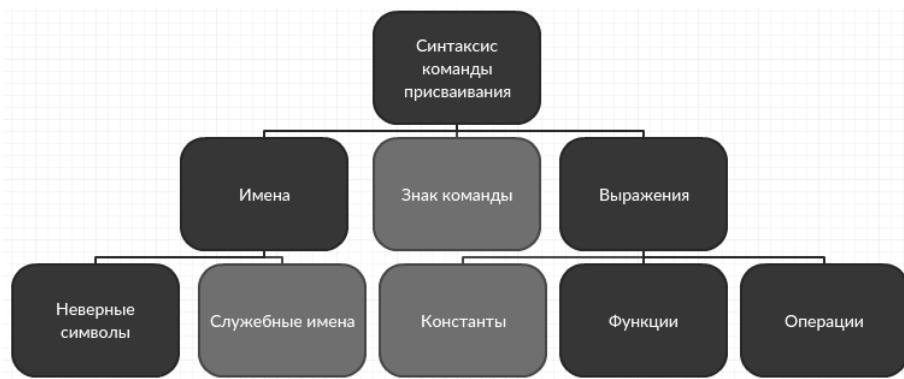 Синтаксис
команды
присваивания
Имена
Знак команды
Выражения
Неверные
символы
Служебные имена
Константы
Функции
Операции